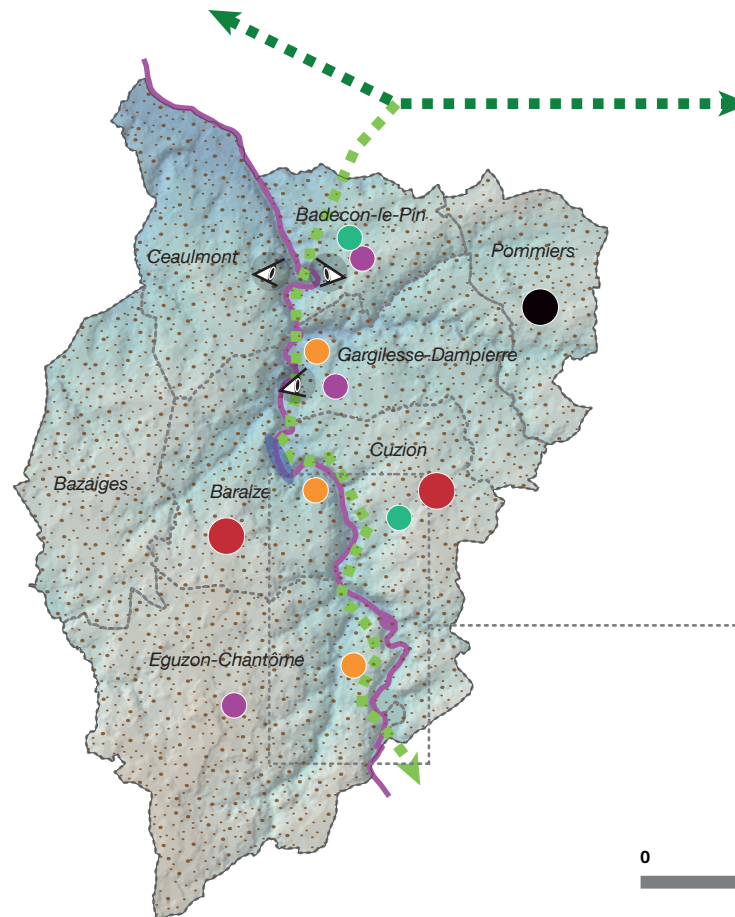 Badecon-le-Pin
Ceaulmont
Pommiers
Gargilesse-Dampierre
Cuzion
Bazaiges
Baraize
Eguzon-Chantôme
0